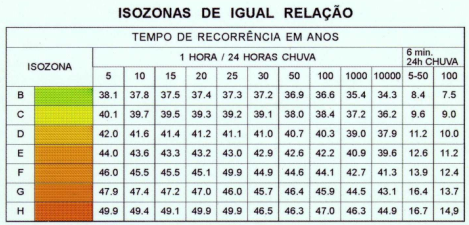 ISOZONAS DE IGUAL RELAÇÃO
TEMPO DE RECORRÊNCIA EM ANOS
ISOZONA
1 HORA / 24 HORAS CHUVA
6 min.
24h CHUVA
5 10 15 20 25 30 50 100 1000 10000 5-50 100
B 38.1 37.8 37.5 37.4 37.3 37.2 36.9 36.6 35.4 34.3 8.4 7.5
C 40.1 39.7 39.5 39.3 39.2 39.1 38.0 38.4 37.2 36.2 9.6 9.0
D 42.0 41.6 41.4 41.2 41.1 41.0 40.7 40.3 39.0 37.9 11.2 10.0
E 44.0 43.6 43.3 43.2 43.0 42.9 42.6 42.2 40.9 39.6 12.6 11.2
F 46.0 45.5 45.5 45.1 49.9 44.9 44.6 44.1 42.7 41.3 13.9 12.4
G 47.9 47.4 47.2 47.0 46.0 45.7 46.4 45.9 44.5 43.1 16.4 13.7
H 49.9 49.4 49.1 49.9 49.9 46.5 46.3 47.0 46.3 44.9 16.7 14,9